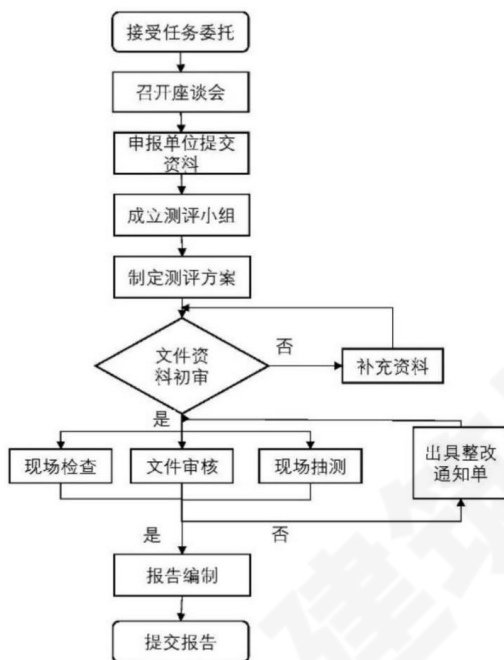 接受任务委托
召开座谈会
申报单位提交
资料
成立测评小组
制定测评方案
文件资
料初审
否
补充资料
是
现场检查
文件审核
现场抽测
出具整改
通知单
是
否
报告编制
提交报告
建筑